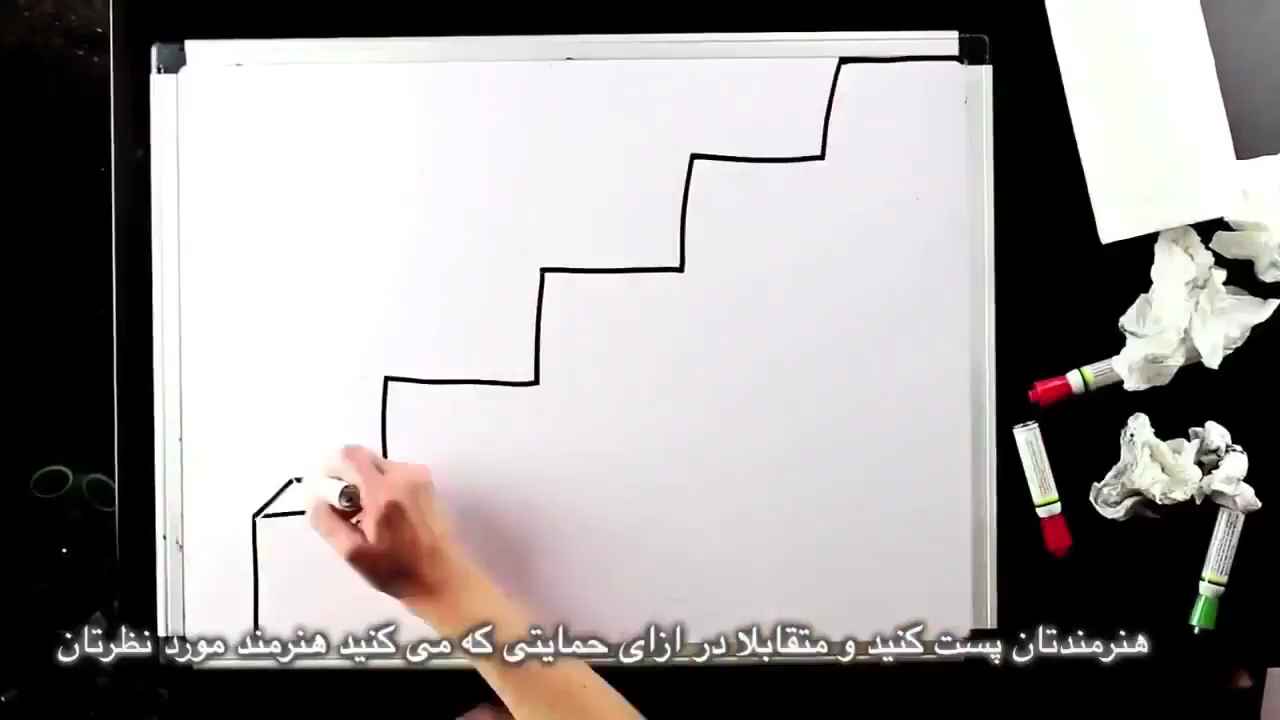 هنرمندتان پست کنید و متقابلا در ازای حمایتی که می کنید هنرمند مورد نظرتان